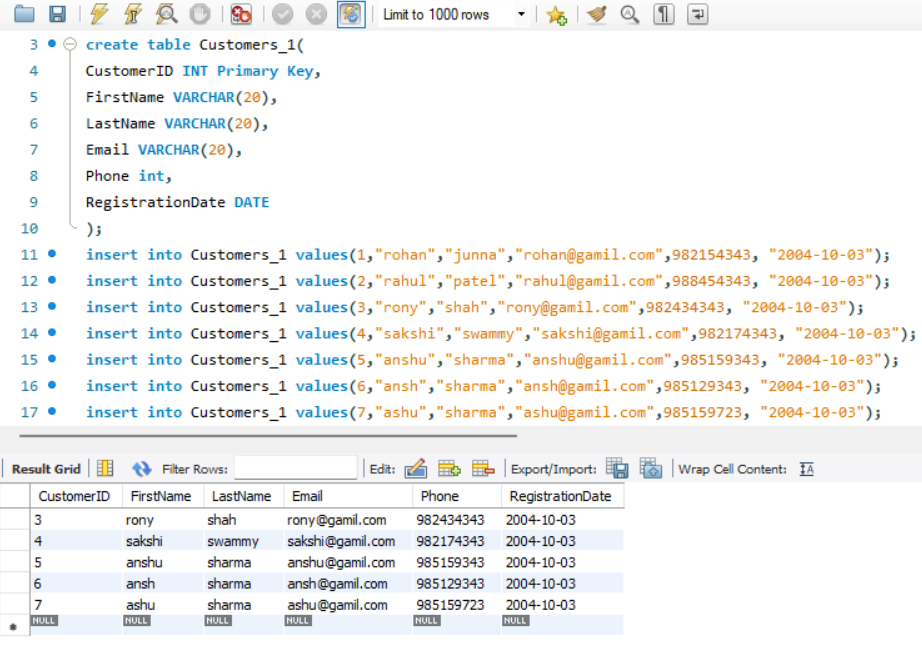 Limit to 1000 rows
3 create table Customers_1(
4 CustomerID INT Primary Key,
5 FirstName VARCHAR(20),
6 LastName VARCHAR(20),
7 Email VARCHAR(20),
8 Phone int,
9 RegistrationDate DATE
10 );
11 insert into Customers_1 values(1,"rohan","junna","rohan@gamil.com",982154343, "2004-10-03");
12 insert into Customers_1 values(2,"rahul","patel","rahul@gamil.com",988454343, "2004-10-03");
13 insert into Customers_1 values(3,"rony","shah","rony@gamil.com",982434343, "2004-10-03");
14 insert into Customers_1 values(4,"sakshi","swammy","sakshi@gamil.com",982174343, "2004-10-03");
15 insert into Customers_1 values(5,"anshu","sharma","anshu@gamil.com",985159343, "2004-10-03");
16 insert into Customers_1 values(6,"ansh","sharma","ansh@gamil.com",985129343, "2004-10-03");
17 insert into Customers_1 values(7,"ashu","sharma","ashu@gamil.com",985159723, "2004-10-03");
Result Grid Filter Rows: Edit: Export/Import: Wrap Cell Content: IA
CustomerID FirstName LastName Email Phone RegistrationDate
3 rony shah rony@gamil.com 982434343 2004-10-03
4 sakshi swammy sakshi@gamil.com 982174343 2004-10-03
5 anshu sharma anshu@gamil.com 985159343 2004-10-03
6 ansh sharma ansh@gamil.com 985129343 2004-10-03
7 ashu sharma ashu@gamil.com 985159723 2004-10-03
NULL NULL NULL NULL NULL NULL